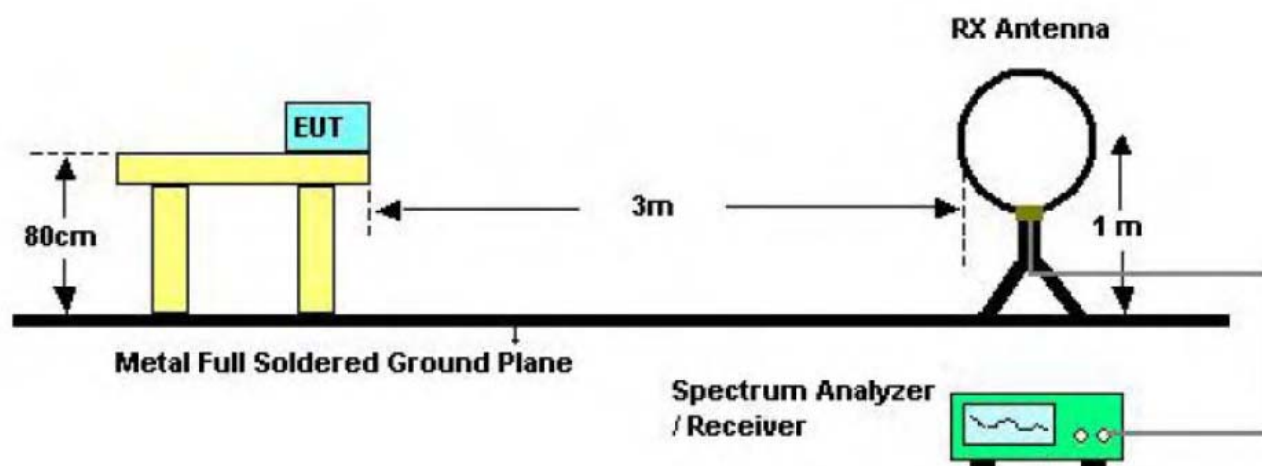 RX Antenna
EUT
80cm
3m
1 m
Metal Full Soldered Ground Plane
Spectrum Analyzer
/ Receiver